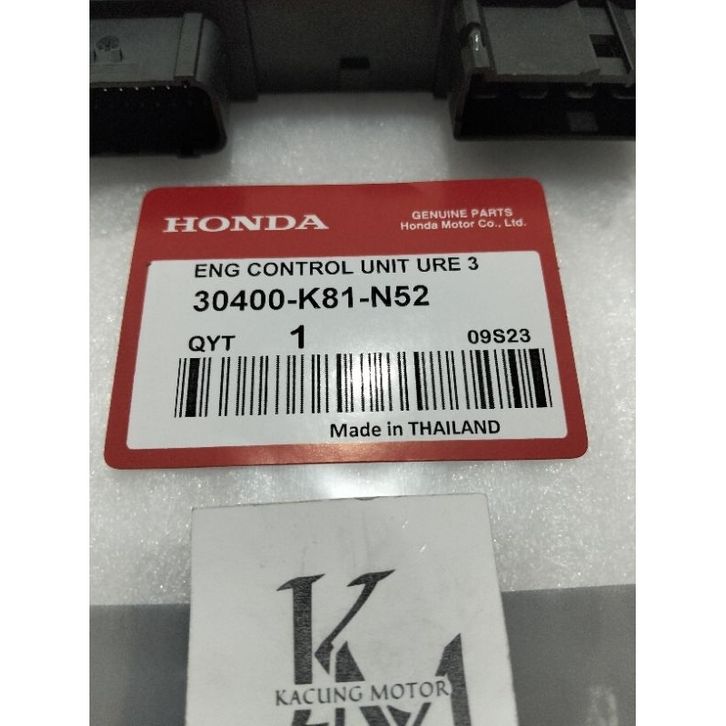 HONDA
GENUINE PARTS
Honda Motor Co., Ltd.
ENG CONTROL UNIT URE 3
30400-K81-N52
QYT 1 09S23
Made in THAILAND
KM
KACUNG MOTOR